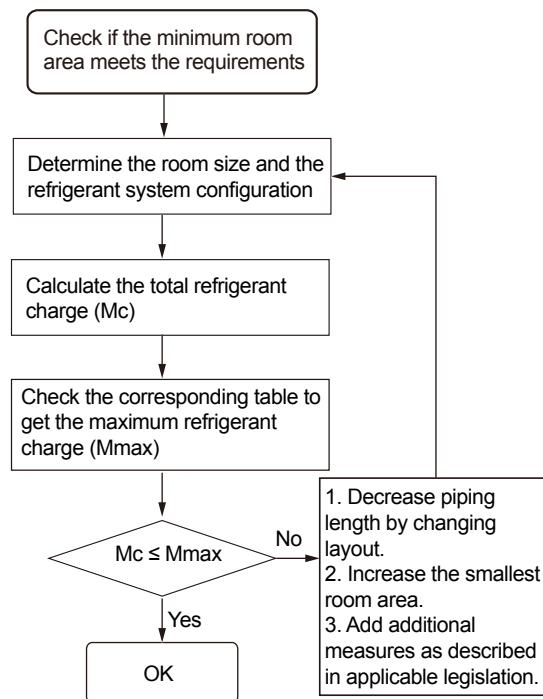 Check if the minimum room
area meets the requirements
Determine the room size and the
refrigerant system configuration
Calculate the total refrigerant
charge (Mc)
Check the corresponding table to
get the maximum refrigerant
charge (Mmax)
Mc ≤ Mmax
No
Yes
OK
1. Decrease piping
length by changing
layout.
2. Increase the smallest
room area.
3. Add additional
measures as described
in applicable legislation.